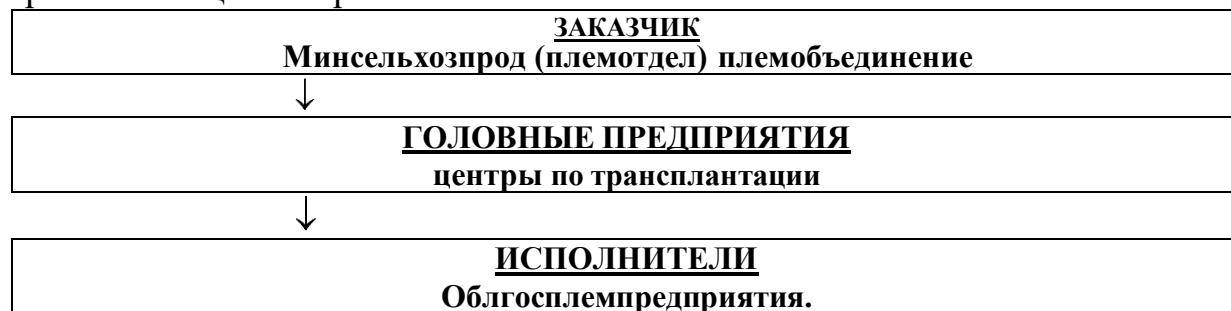 ЗАКАЗЧИК
Минсельхозпрод (племотдел) племобъединение
↓
ГОЛОВНЫЕ ПРЕДПРИЯТИЯ
центры по трансплантации
↓
ИСПОЛНИТЕЛИ
Облгосплемпредприятия.